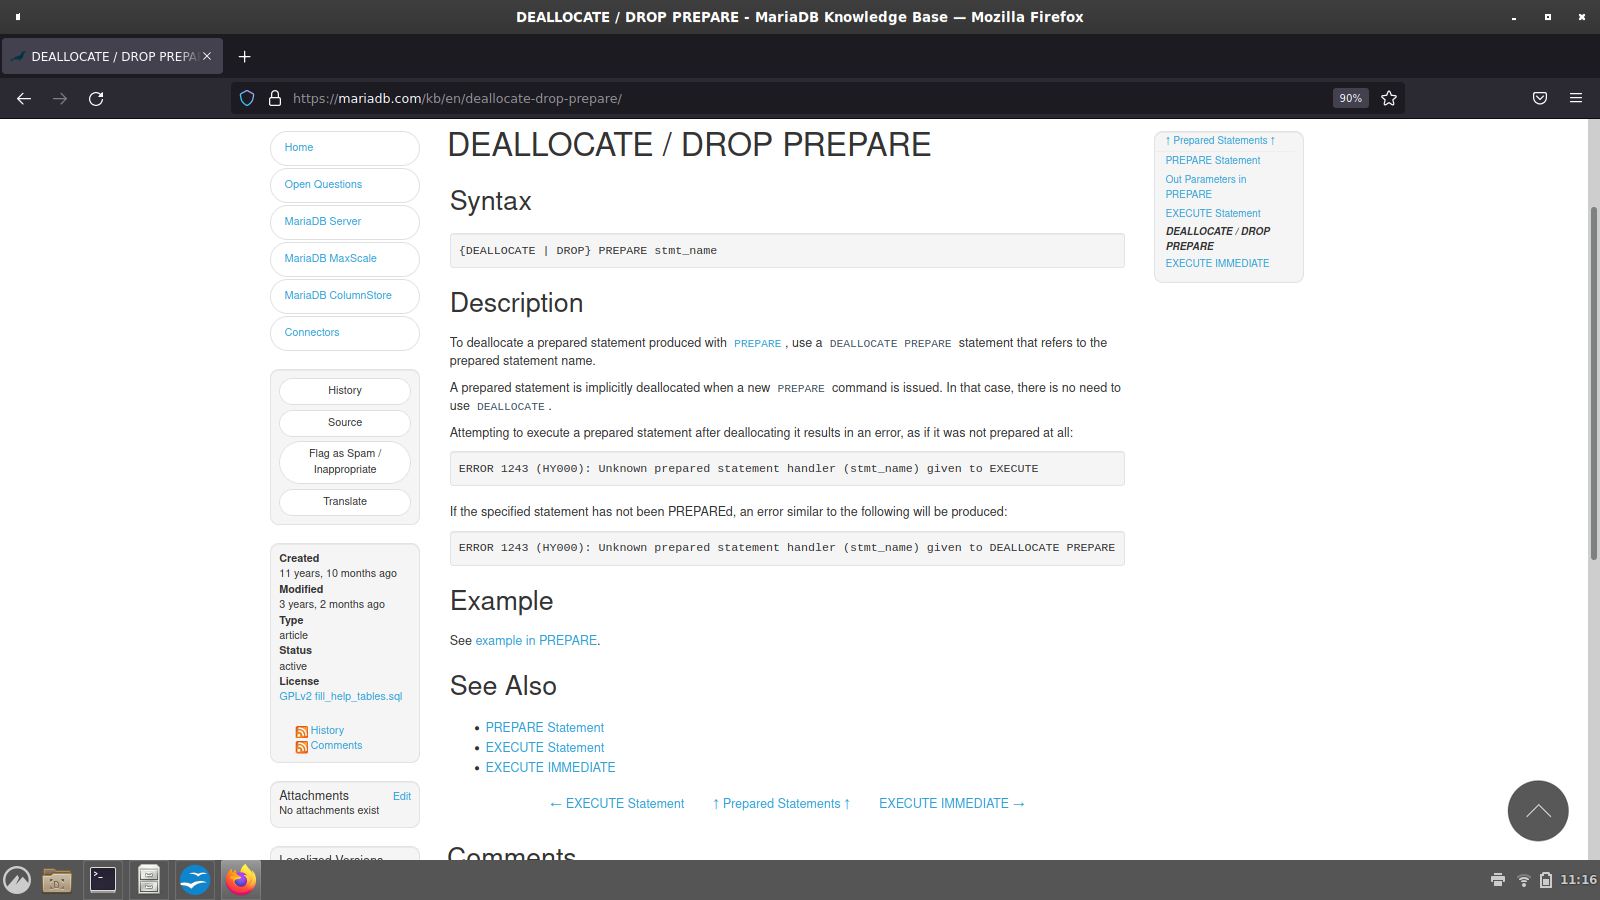 DEALLOCATE / DROP PREPARE - MariaDB Knowledge Base — Mozilla Firefox
DEALLOCATE / DROP PREPA
https://mariadb.com/kb/en/deallocate-drop-prepare/
90%
Home
Open Questions
MariaDB Server
MariaDB MaxScale
MariaDB ColumnStore
Connectors
History
Source
Flag as Spam /
Inappropriate
Translate
Created
11 years, 10 months ago
Modified
3 years, 2 months ago
Type
article
Status
active
License
GPLv2 fill_help_tables.sql
History
Comments
Attachments Edit
No attachments exist
Localized Versions
DEALLOCATE / DROP PREPARE
Syntax
{DEALLOCATE | DROP} PREPARE stmt_name
Description
To deallocate a prepared statement produced with PREPARE, use a DEALLOCATE PREPARE statement that refers to the
prepared statement name.
A prepared statement is implicitly deallocated when a new PREPARE command is issued. In that case, there is no need to
use DEALLOCATE.
Attempting to execute a prepared statement after deallocating it results in an error, as if it was not prepared at all:
ERROR 1243 (HY000): Unknown prepared statement handler (stmt_name) given to EXECUTE
If the specified statement has not been PREPAREd, an error similar to the following will be produced:
ERROR 1243 (HY000): Unknown prepared statement handler (stmt_name) given to DEALLOCATE PREPARE
Example
See example in PREPARE.
See Also
• PREPARE Statement
• EXECUTE Statement
• EXECUTE IMMEDIATE
← EXECUTE Statement ↑ Prepared Statements ↑ EXECUTE IMMEDIATE →
Comments
↑ Prepared Statements ↑
PREPARE Statement
Out Parameters in
PREPARE
EXECUTE Statement
DEALLOCATE / DROP
PREPARE
EXECUTE IMMEDIATE
11:16